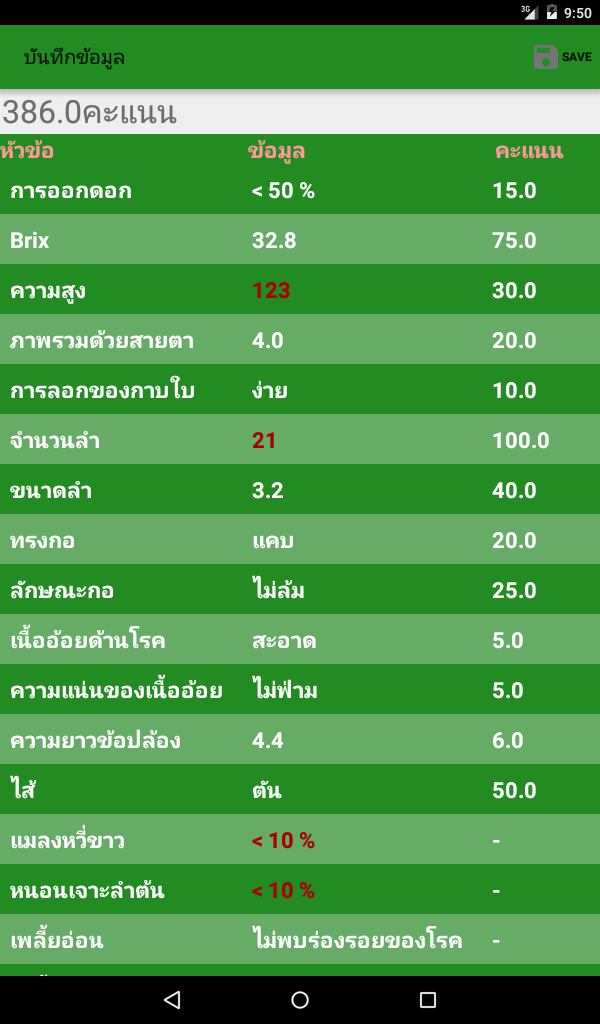 3G 9:50
บันทึกข้อมูล SAVE
386.0คะแนน
หัวข้อ ข้อมูล คะแนน
การออกดอก < 50 % 15.0
Brix 32.8 75.0
ความสูง 123 30.0
ภาพรวมด้วยสายตา 4.0 20.0
การลอกของกาบใบ ง่าย 10.0
จำนวนลำ 21 100.0
ขนาดลำ 3.2 40.0
ทรงกอ แคบ 20.0
ลักษณะกอ ไม่ล้ม 25.0
เนื้ออ้อยด้านโรค สะอาด 5.0
ความแน่นของเนื้ออ้อย ไม่ฟ่าม 5.0
ความยาวข้อปล้อง 4.4 6.0
ไส้ ตัน 50.0
แมลงหวี่ขาว < 10 % -
หนอนเจาะลำต้น < 10 % -
เพลี้ยอ่อน ไม่พบร่องรอยของโรค -